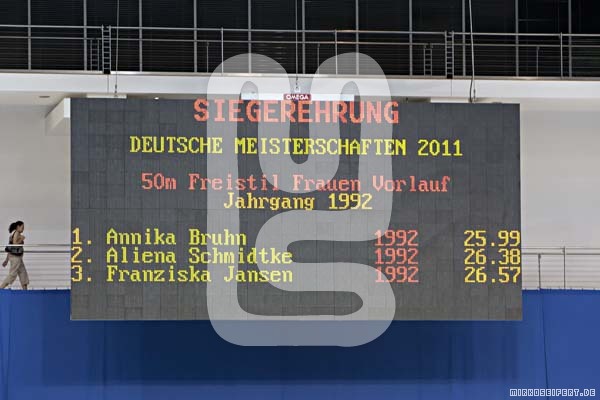 OMEGA
SIEGEREHRUNG
DEUTSCHE MEISTERSCHAFTEN 2011
50m Freistil Frauen Vorlauf
Jahrgang 1992
1. Annika Bruhn 1992 25.99
2. Aliena Schmidtke 1992 26.38
3. Franziska Jansen 1992 26.57
MIRKOSEIFERT.DE